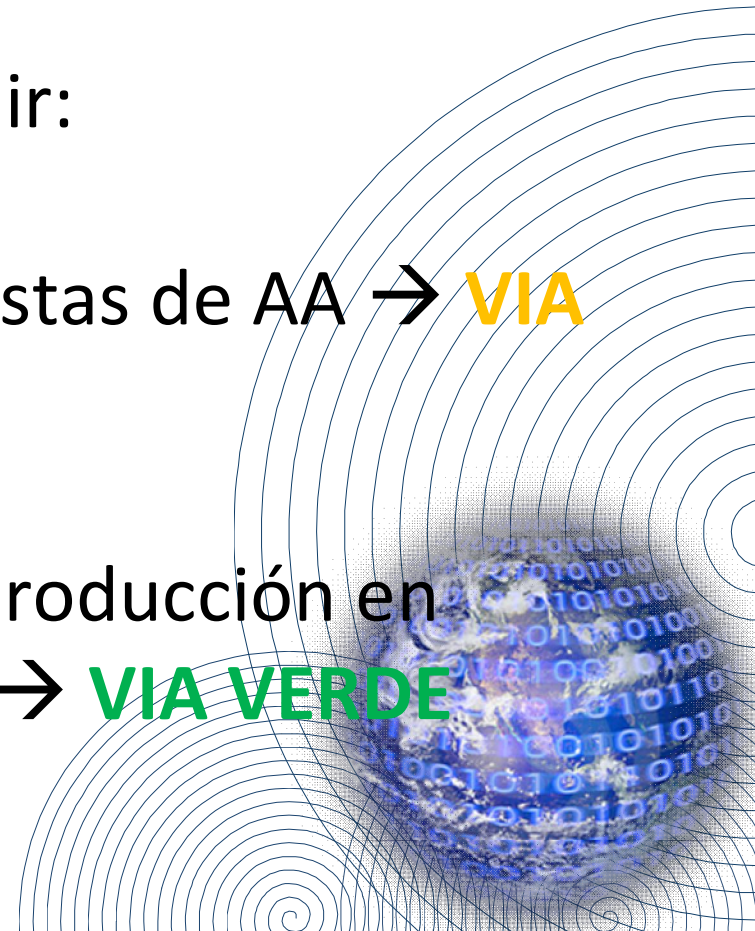 ir:
stas de AA → VIA
roducción en
→ VIA VERDE